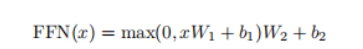 FFN(x) = max(0, xW₁ + b₁)W₂ + b₂